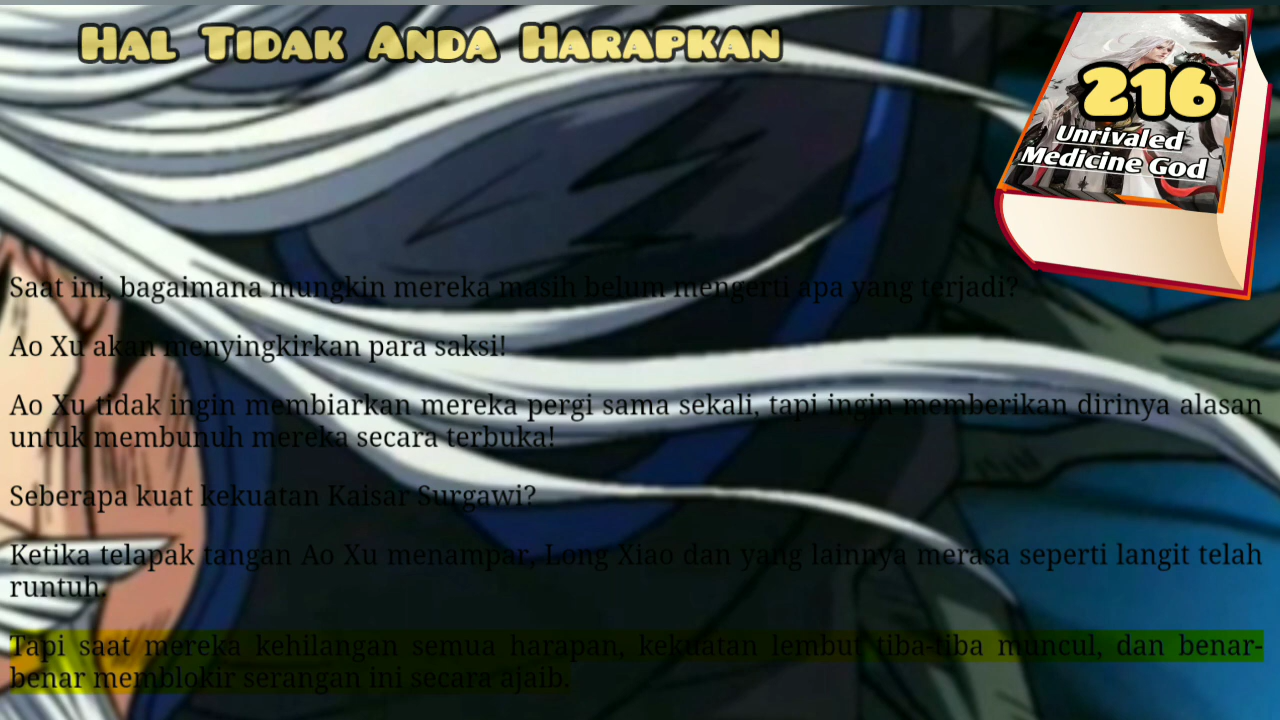 Hal Tidak Anda Harapkan
216
Unrivaled
Medicine God
Saat ini, bagaimana mungkin mereka masih belum mengerti apa yang terjadi?
Ao Xu akan menyingkirkan para saksi!
Ao Xu tidak ingin membiarkan mereka pergi sama sekali, tapi ingin memberikan dirinya alasan
untuk membunuh mereka secara terbuka!
Seberapa kuat kekuatan Kaisar Surgawi?
Ketika telapak tangan Ao Xu menampar, Long Xiao dan yang lainnya merasa seperti langit telah
runtuh.
Tapi saat mereka kehilangan semua harapan, kekuatan lembut tiba-tiba muncul, dan benar-
benar memblokir serangan ini secara ajaib.